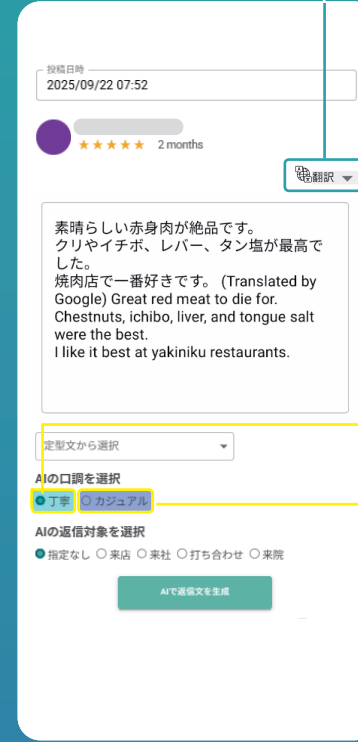 投稿日時
2025/09/22 07:52
★★★★★ 2 months
翻訳
素晴らしい赤身肉が絶品です。
クリやイチボ、レバー、タン塩が最高で
した。
焼肉店で一番好きです。 (Translated by
Google) Great red meat to die for.
Chestnuts, ichibo, liver, and tongue salt
were the best.
I like it best at yakiniku restaurants.
定型文から選択
AIの口調を選択
丁寧 カジュアル
AIの返信対象を選択
指定なし 来店 来社 打ち合わせ 来院
AIで返信文を生成